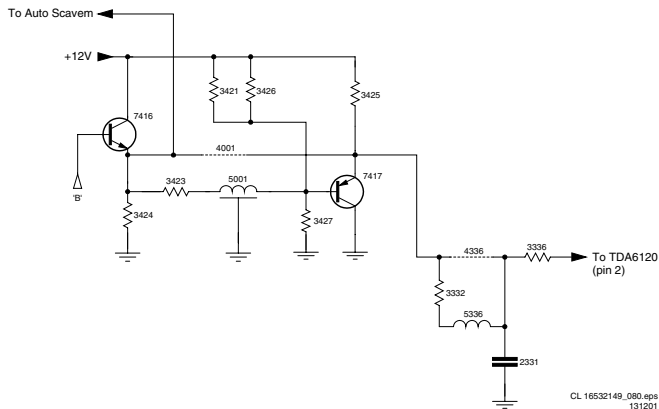 To Auto Scavem
+12V
3421
3426
3425
7416
4001
3423
5001
7417
'B'
3424
3427
4336
3336
To TDA6120
(pin 2)
3332
5336
2331
CL 16532149_080.eps
131201